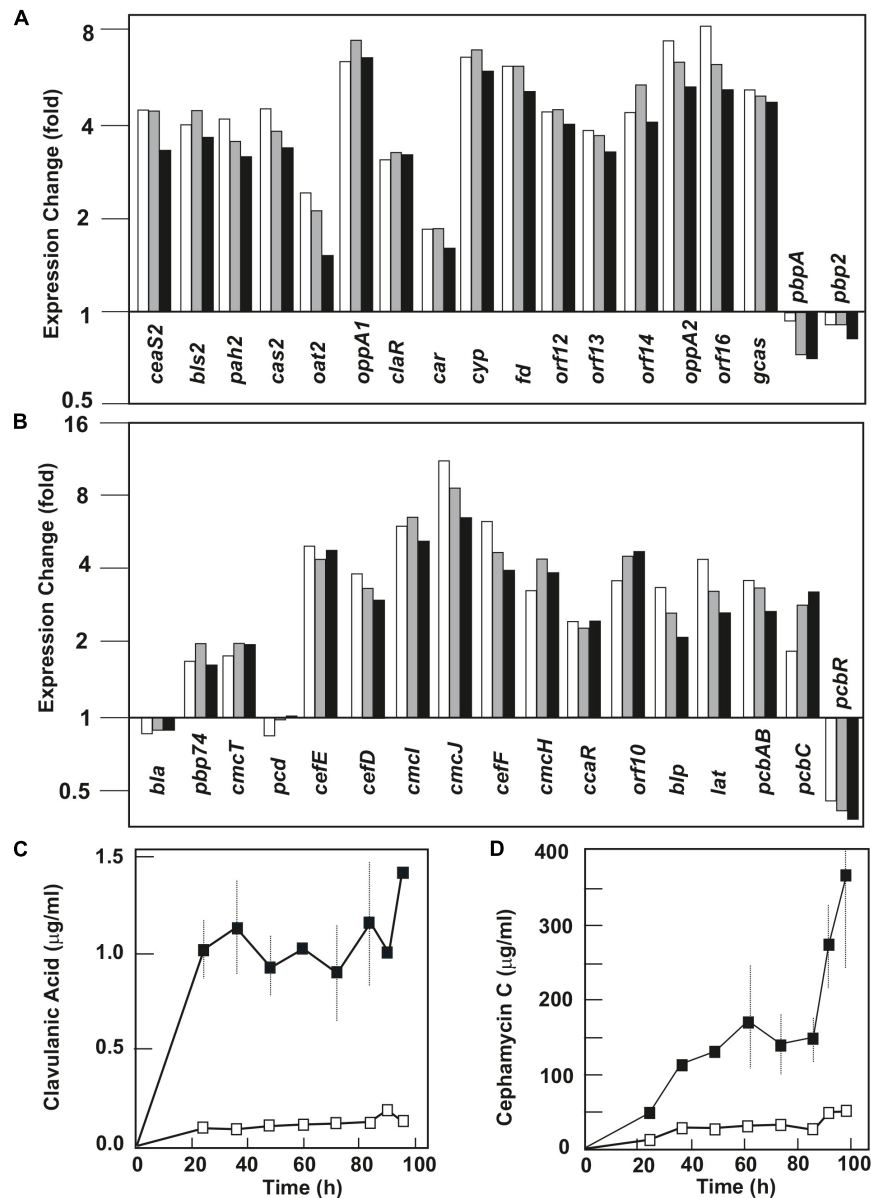 A
Expression Change (fold)
8
4
2
1
0.5
ceaS2 bls2 pah2 cas2 oat2 oppA1 claR car cyp fd orf12 orf13 orf14 oppA2 orf16 gcas pbpA pbp2
B
Expression Change (fold)
16
8
4
2
1
0.5
bla pbp74 cmcT pcd cefE cefD cmcI cmcJ cefF cmcH ccaR orf10 blp lat pcbAB pcbC pcbR
C
Clavulanic Acid (µg/ml)
1.5
1.0
0.5
0.0
0 20 40 60 80 100
Time (h)
D
Cephamycin C (µg/ml)
400
300
200
100
0
0 20 40 60 80 100
Time (h)